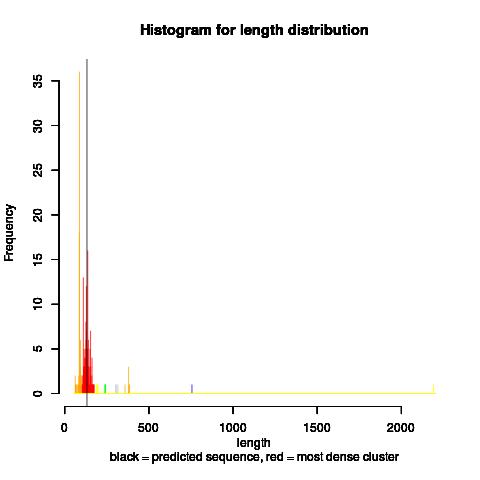 Histogram for length distribution
Frequency
35
30
25
20
15
10
5
0
0 500 1000 1500 2000
length
black = predicted sequence, red = most dense cluster